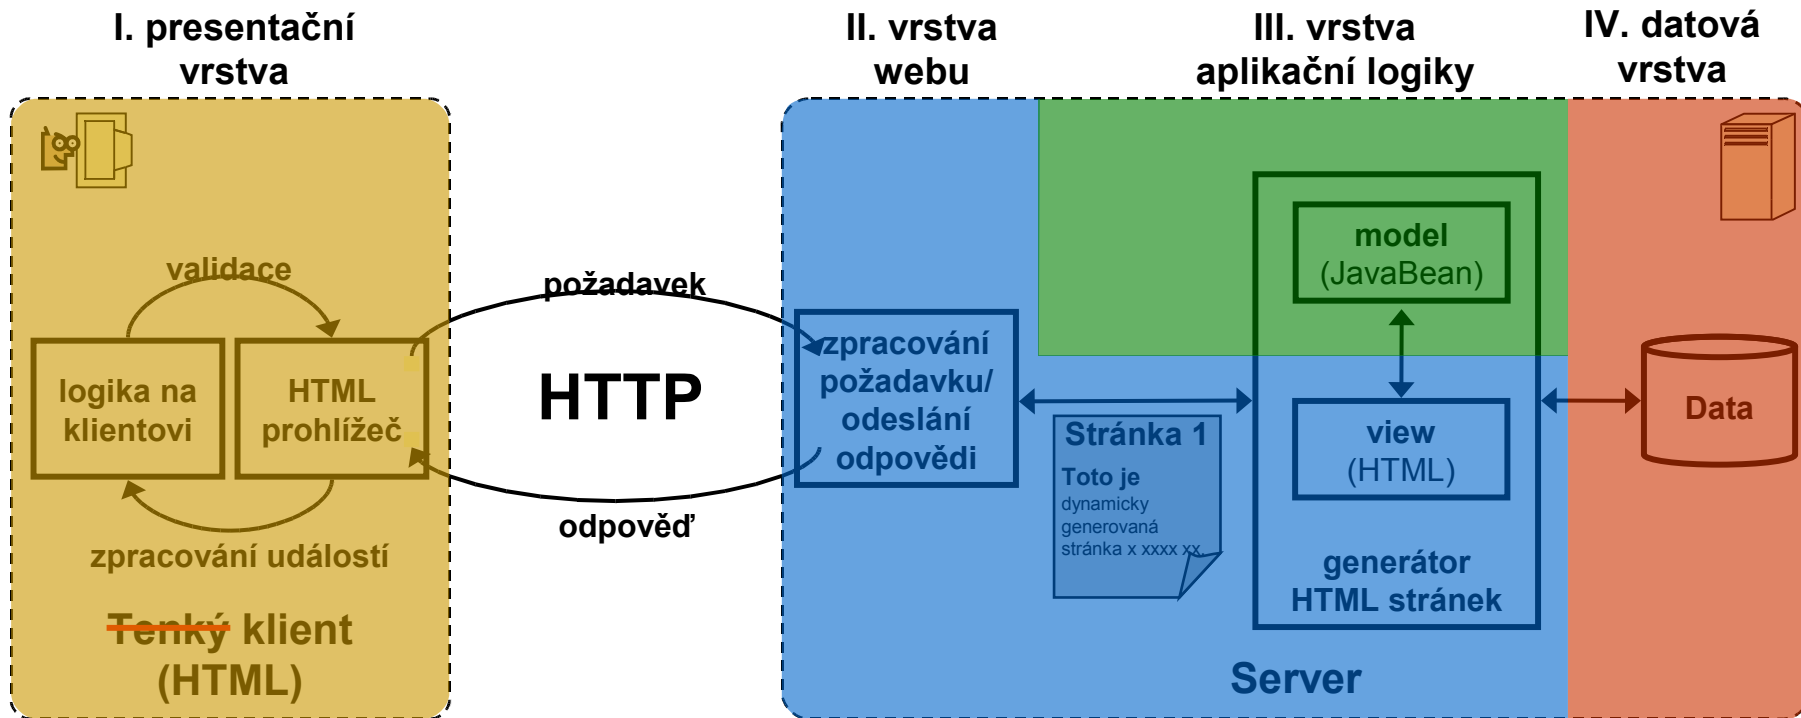 I. presentační
vrstva
II. vrstva
webu
III. vrstva
aplikační logiky
IV. datová
vrstva
validace
logika na
klientovi
HTML
prohlížeč
zpracování událostí
Tenký klient
(HTML)
požadavek
HTTP
odpověď
zpracování
požadavku/
odeslání
odpovědi
Stránka 1
Toto je
dynamicky
generovaná
stránka x xxxx xx.
model
(JavaBean)
view
(HTML)
generátor
HTML stránek
Server
Data